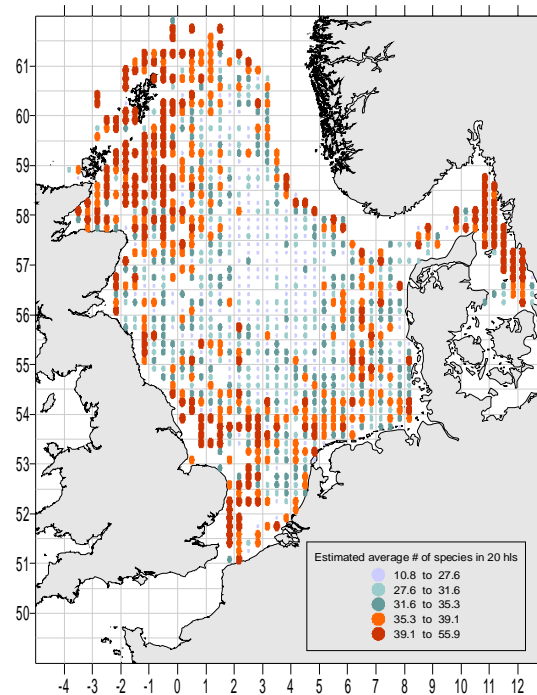 61
60
59
58
57
56
55
54
53
52
51
50
Estimated average # of species in 20 hls
10.8 to 27.6
27.6 to 31.6
31.6 to 35.3
35.3 to 39.1
39.1 to 55.9
-4 -3 -2 -1 0 1 2 3 4 5 6 7 8 9 10 11 12